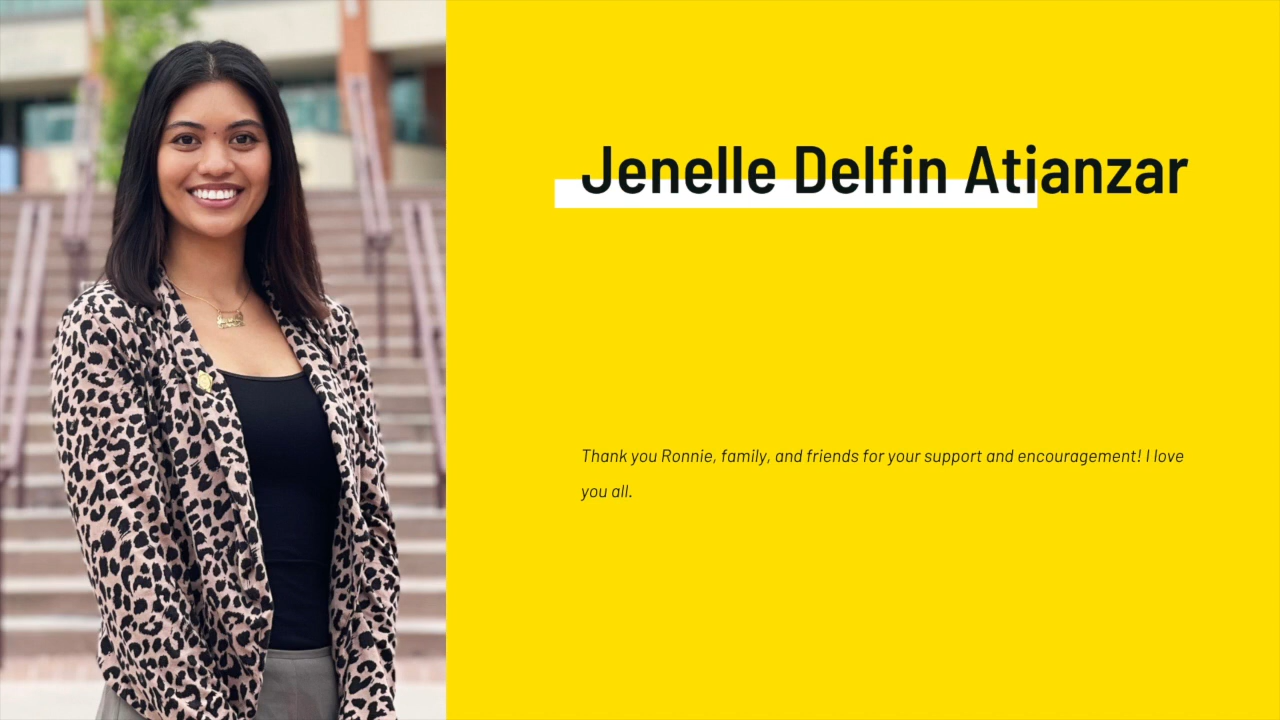 Jenelle Delfin Atianzar
Thank you Ronnie, family, and friends for your support and encouragement! I love
you all.